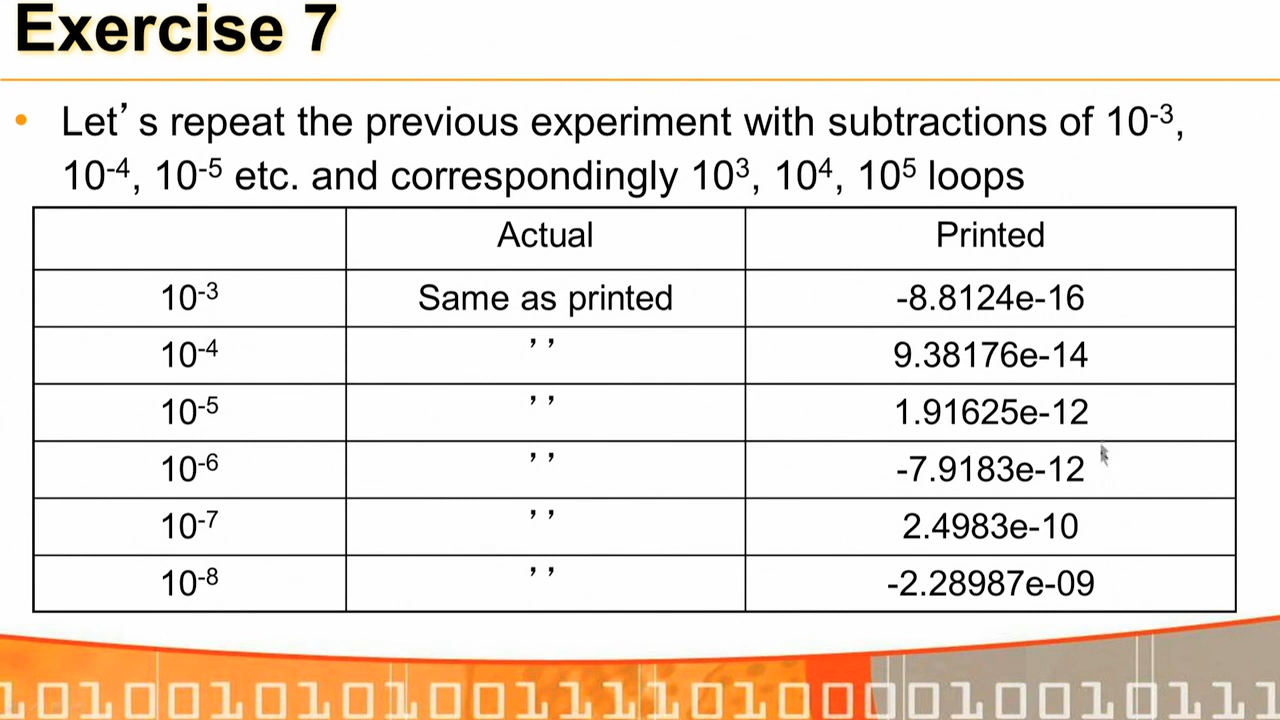 Exercise 7
• Let’s repeat the previous experiment with subtractions of 10⁻³,
10⁻⁴, 10⁻⁵ etc. and correspondingly 10³, 10⁴, 10⁵ loops
Actual Printed
10⁻³ Same as printed -8.8124e-16
10⁻⁴ ’’ 9.38176e-14
10⁻⁵ ’’ 1.91625e-12
10⁻⁶ ’’ -7.9183e-12
10⁻⁷ ’’ 2.4983e-10
10⁻⁸ ’’ -2.28987e-09
1010010101010011110100000100101111